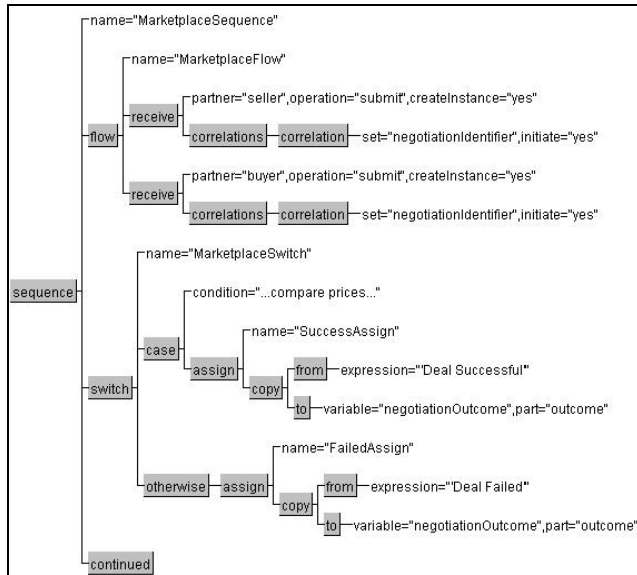 name="MarketplaceSequence"
name="MarketplaceFlow"
partner="seller",operation="submit",createInstance="yes"
receive
correlations correlation set="negotiationIdentifier",initiate="yes"
flow
partner="buyer",operation="submit",createInstance="yes"
receive
correlations correlation set="negotiationIdentifier",initiate="yes"
name="MarketplaceSwitch"
sequence
condition="...compare prices..."
name="SuccessAssign"
case
assign
from expression="'Deal Successful'"
copy
switch
to variable="negotiationOutcome",part="outcome"
name="FailedAssign"
otherwise assign
from expression="'Deal Failed'"
copy
to variable="negotiationOutcome",part="outcome"
continued